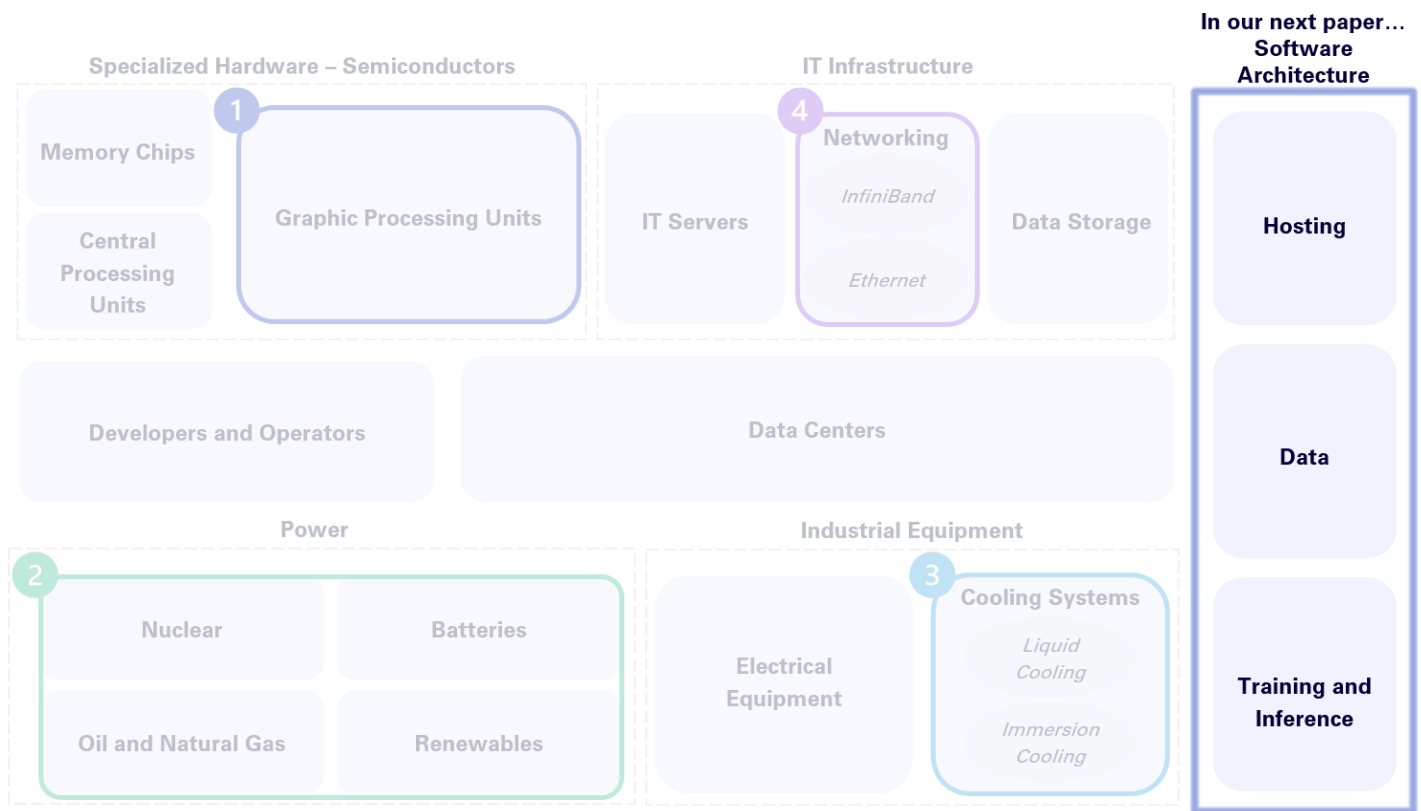 In our next paper…
Software
Architecture
Specialized Hardware – Semiconductors
IT Infrastructure
1
Memory Chips
Graphic Processing Units
Central
Processing
Units
IT Servers
4
Networking
InfiniBand
Ethernet
Data Storage
Hosting
Developers and Operators
Data Centers
Data
Power
Industrial Equipment
2
Nuclear
Batteries
Oil and Natural Gas
Renewables
Electrical
Equipment
3
Cooling Systems
Liquid
Cooling
Immersion
Cooling
Training and
Inference